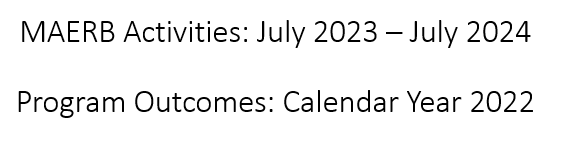 MAERB Activities: July 2023 – July 2024
Program Outcomes: Calendar Year 2022